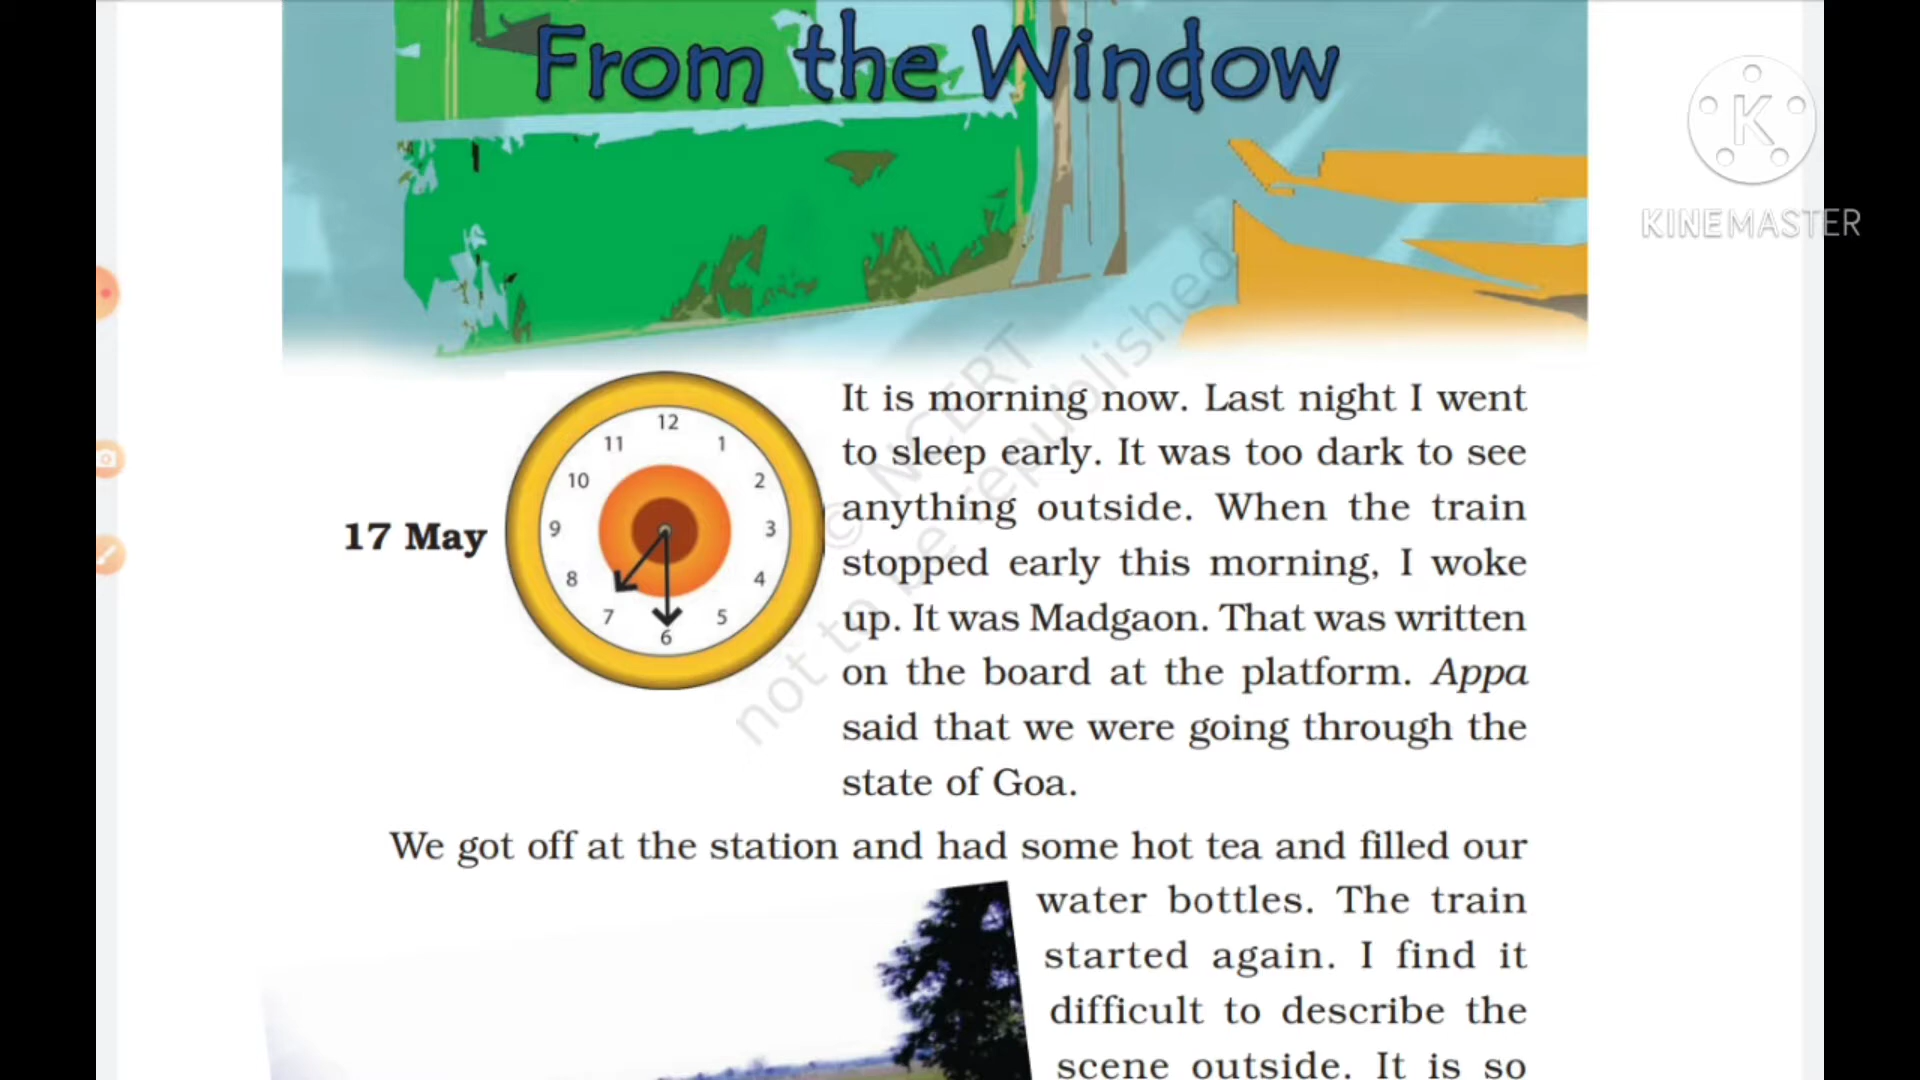 From the Window
K
KINEMASTER
17 May
12
1
2
3
4
5
6
7
8
9
10
11
It is morning now. Last night I went
to sleep early. It was too dark to see
anything outside. When the train
stopped early this morning, I woke
up. It was Madgaon. That was written
on the board at the platform. Appa
said that we were going through the
state of Goa.
We got off at the station and had some hot tea and filled our
water bottles. The train
started again. I find it
difficult to describe the
scene outside. It is so
© NCERT
not to be republished